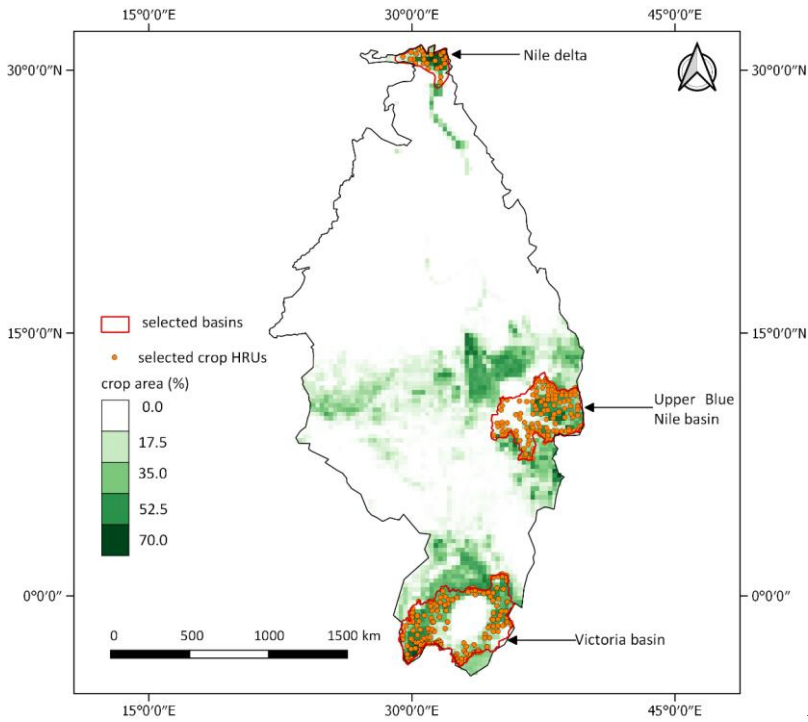 15°0'0"E 30°0'0"E 45°0'0"E
30°0'0"N 30°0'0"N
Nile delta
15°0'0"N 15°0'0"N
selected basins
selected crop HRUs
crop area (%)
0.0
17.5
35.0
52.5
70.0
Upper Blue
Nile basin
0°0'0" 0°0'0"
0 500 1000 1500 km
Victoria basin
15°0'0"E 30°0'0"E 45°0'0"E